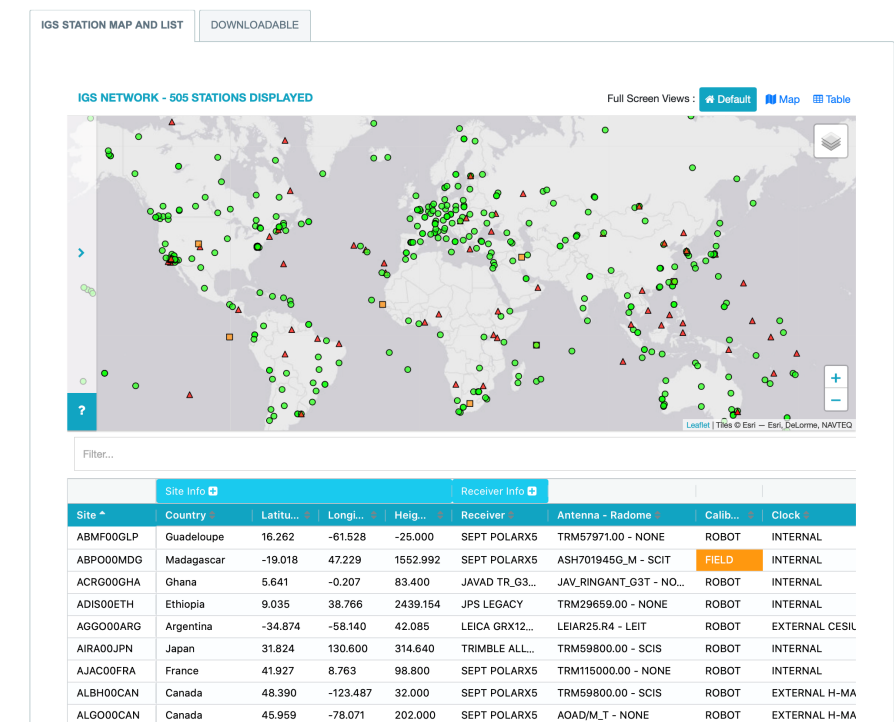 IGS STATION MAP AND LIST DOWNLOADABLE
IGS NETWORK - 505 STATIONS DISPLAYED Full Screen Views : Default Map Table
?
+
−
Leaflet | Tiles © Esri — Esri, DeLorme, NAVTEQ
Filter...
Site Info Receiver Info
Site Country Latitu... Longi... Heig... Receiver Antenna - Radome Calib... Clock
ABMF00GLP Guadeloupe 16.262 -61.528 -25.000 SEPT POLARX5 TRM57971.00 - NONE ROBOT INTERNAL
ABPO00MDG Madagascar -19.018 47.229 1552.992 SEPT POLARX5 ASH701945G_M - SCIT FIELD INTERNAL
ACRG00GHA Ghana 5.641 -0.207 83.400 JAVAD TR_G3... JAV_RINGANT_G3T - NO... ROBOT INTERNAL
ADIS00ETH Ethiopia 9.035 38.766 2439.154 JPS LEGACY TRM29659.00 - NONE ROBOT INTERNAL
AGGO00ARG Argentina -34.874 -58.140 42.085 LEICA GRX12... LEIAR25.R4 - LEIT ROBOT EXTERNAL CESIU
AIRA00JPN Japan 31.824 130.600 314.640 TRIMBLE ALL... TRM59800.00 - SCIS ROBOT INTERNAL
AJAC00FRA France 41.927 8.763 98.800 SEPT POLARX5 TRM115000.00 - NONE ROBOT INTERNAL
ALBH00CAN Canada 48.390 -123.487 32.000 SEPT POLARX5 TRM59800.00 - SCIS ROBOT EXTERNAL H-MA
ALGO00CAN Canada 45.959 -78.071 202.000 SEPT POLARX5 AOAD/M_T - NONE ROBOT EXTERNAL H-MA